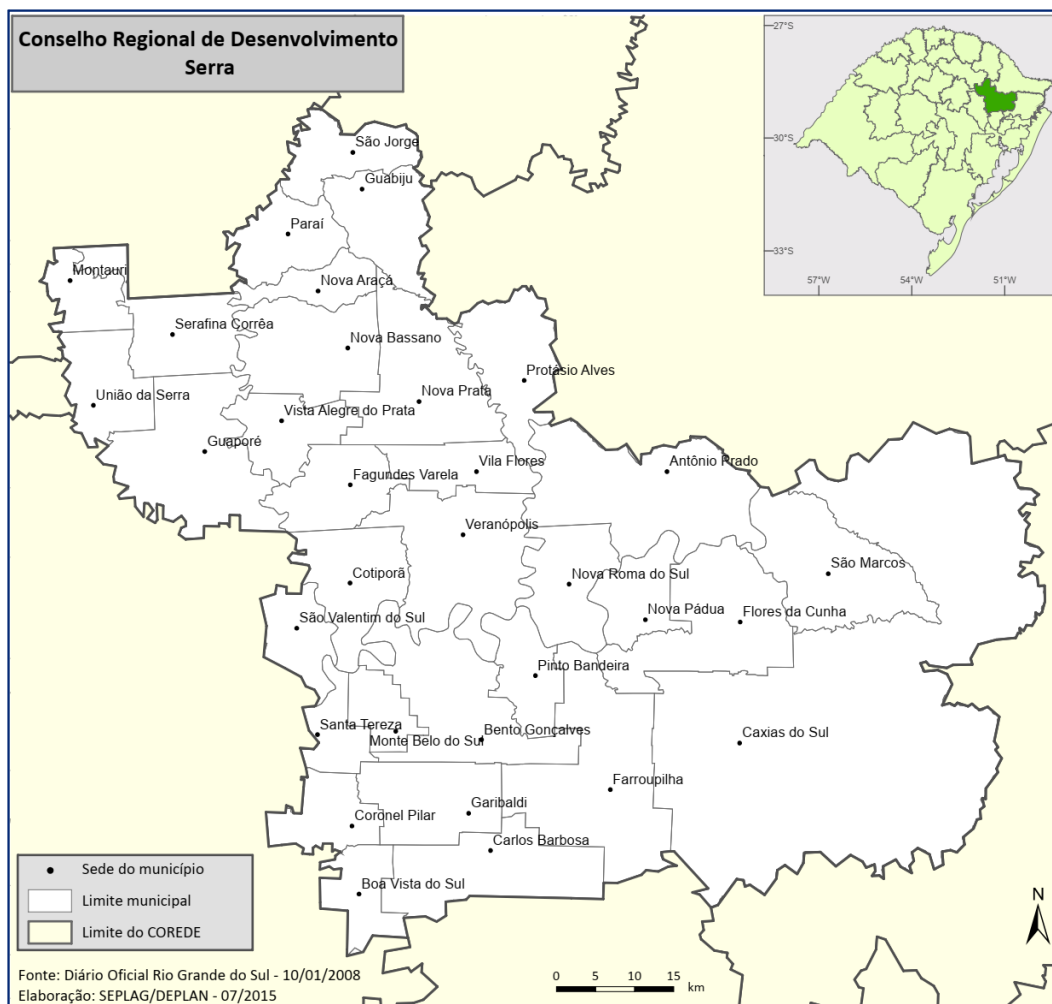 Conselho Regional de Desenvolvimento
Serra
27°S
30°S
33°S
57°W
54°W
51°W
São Jorge
Guabiju
Paraí
Montauri
Nova Araçá
Serafina Corrêa
Nova Bassano
Protásio Alves
União da Serra
Nova Prata
Vista Alegre do Prata
Guaporé
Fagundes Varela
Vila Flores
Antônio Prado
Veranópolis
São Marcos
Cotiporã
Nova Roma do Sul
Nova Pádua
Flores da Cunha
São Valentim do Sul
Pinto Bandeira
Santa Tereza
Monte Belo do Sul
Bento Gonçalves
Caxias do Sul
Farroupilha
Garibaldi
Coronel Pilar
Carlos Barbosa
Boa Vista do Sul
Sede do município
Limite municipal
Limite do COREDE
N
Fonte: Diário Oficial Rio Grande do Sul - 10/01/2008
Elaboração: SEPLAG/DEPLAN - 07/2015
0 5 10 15
km